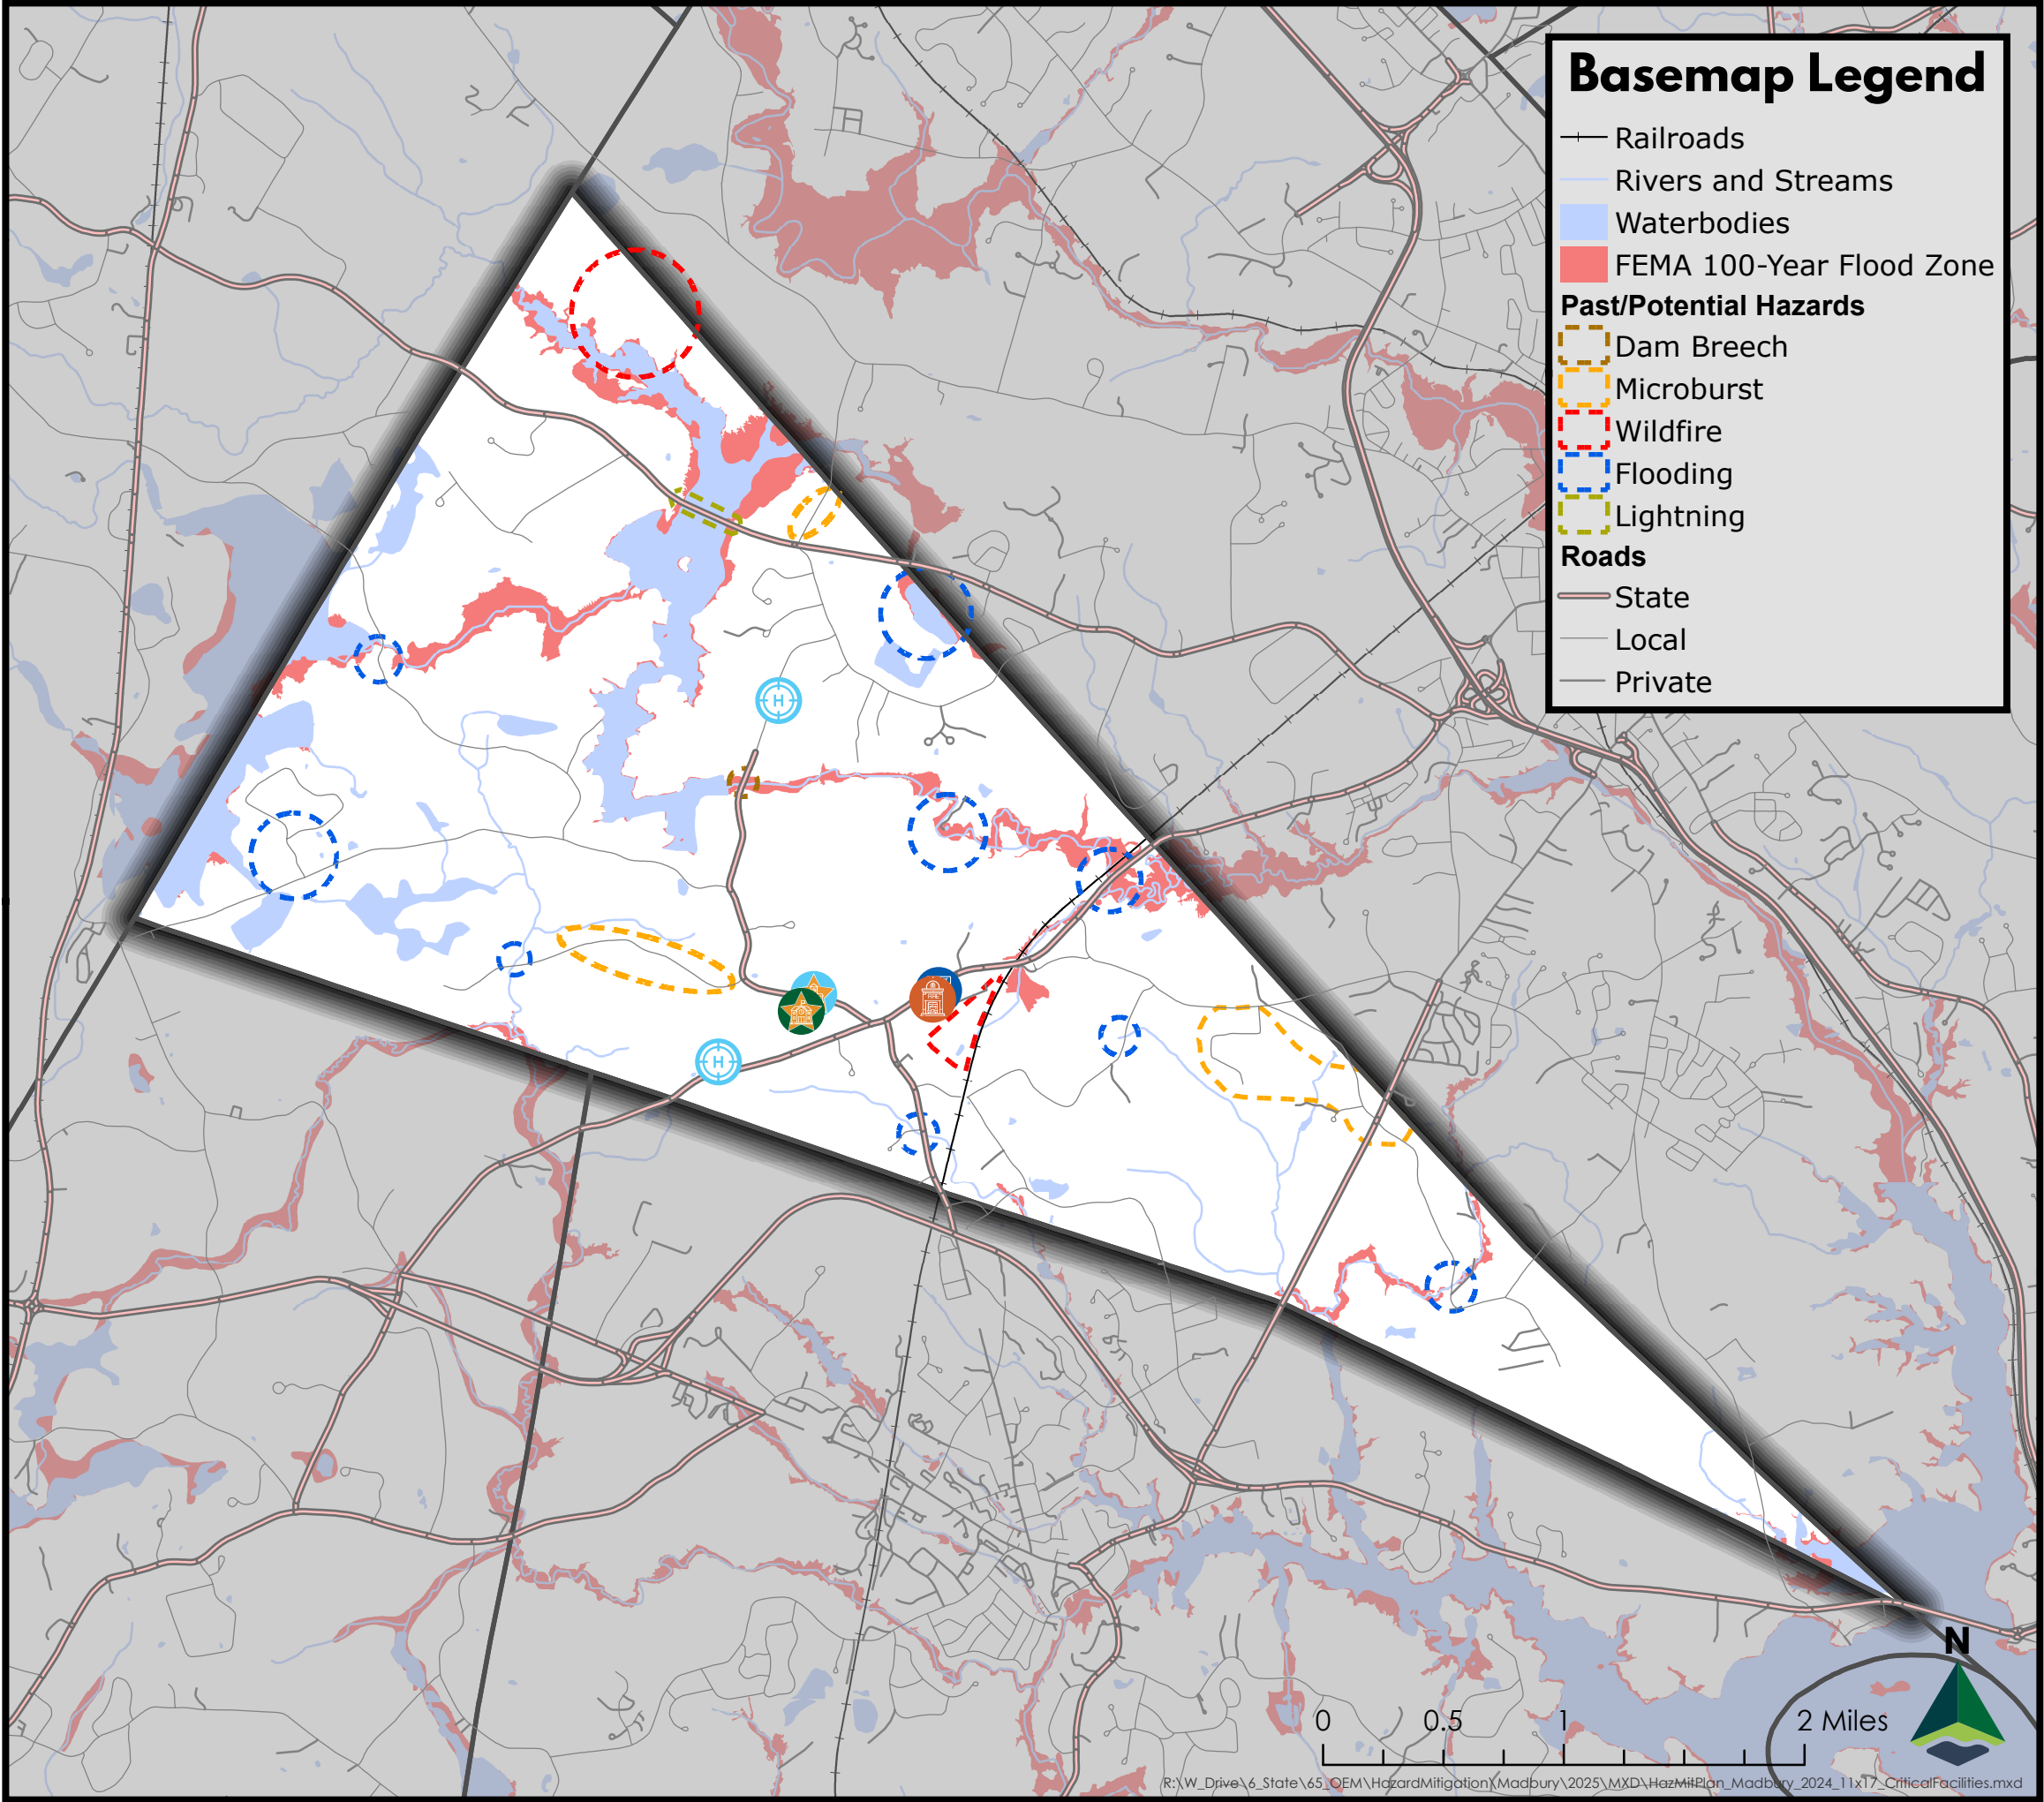 Basemap Legend
Railroads
Rivers and Streams
Waterbodies
FEMA 100-Year Flood Zone
Past/Potential Hazards
Dam Breech
Microburst
Wildfire
Flooding
Lightning
Roads
State
Local
Private
H
H
N
0 0.5 1 2 Miles
R:\W_Drive\6_State\65_OEM\HazardMitigation\Madbury\2025\MXD\HazMitPlan_Madbury_2024_11x17_CriticalFacilities.mxd